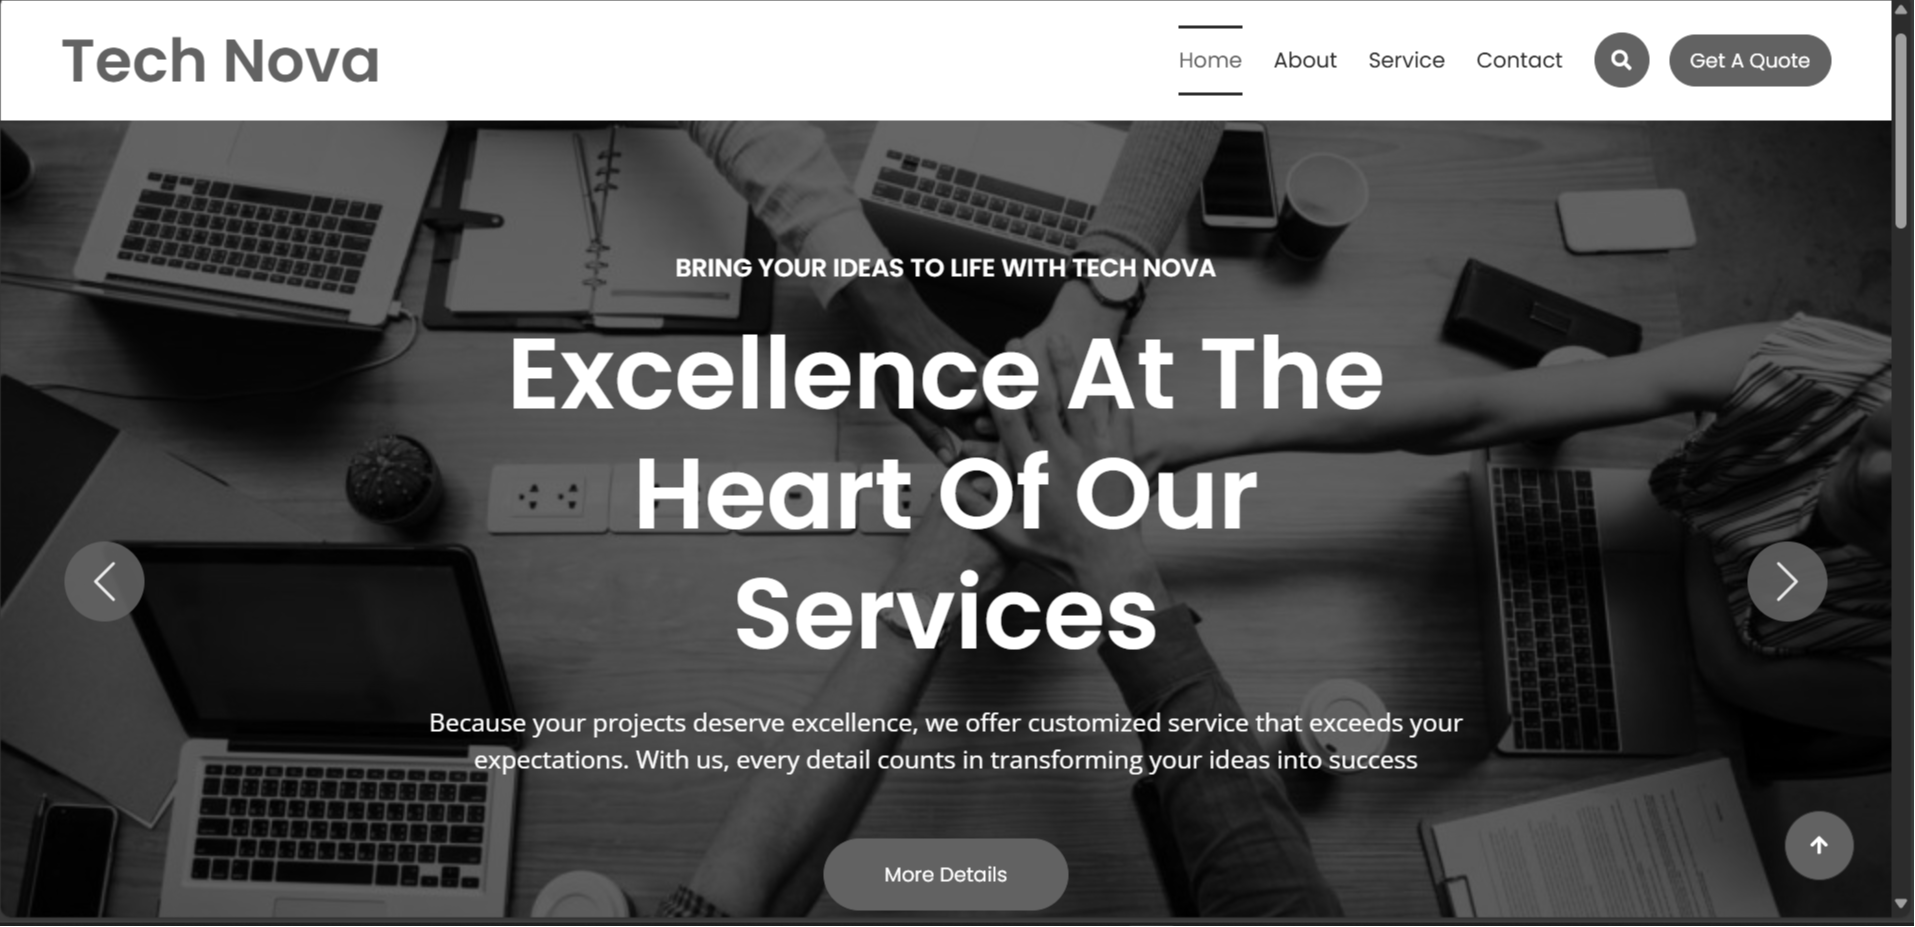 Tech Nova
Home About Service Contact Get A Quote
BRING YOUR IDEAS TO LIFE WITH TECH NOVA
Excellence At The
Heart Of Our
Services
Because your projects deserve excellence, we offer customized service that exceeds your
expectations. With us, every detail counts in transforming your ideas into success
More Details